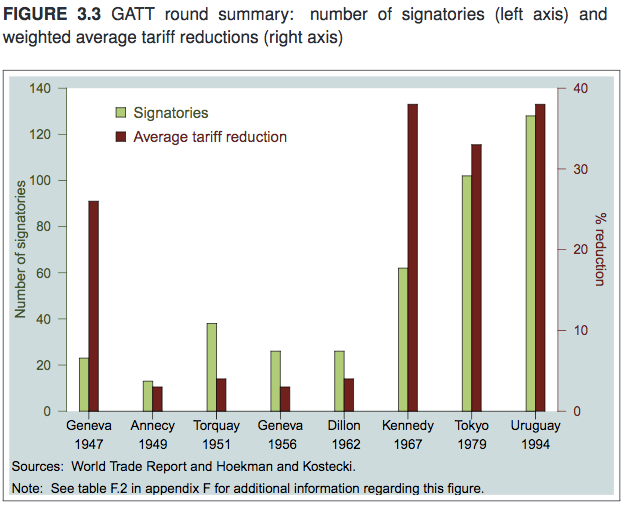 FIGURE 3.3 GATT round summary: number of signatories (left axis) and
weighted average tariff reductions (right axis)
140
120
100
80
60
40
20
0
Number of signatories
Signatories
Average tariff reduction
40
30
20
10
0
% reduction
Geneva Annecy Torquay Geneva Dillon Kennedy Tokyo Uruguay
1947 1949 1951 1956 1962 1967 1979 1994
Sources: World Trade Report and Hoekman and Kostecki.
Note: See table F.2 in appendix F for additional information regarding this figure.